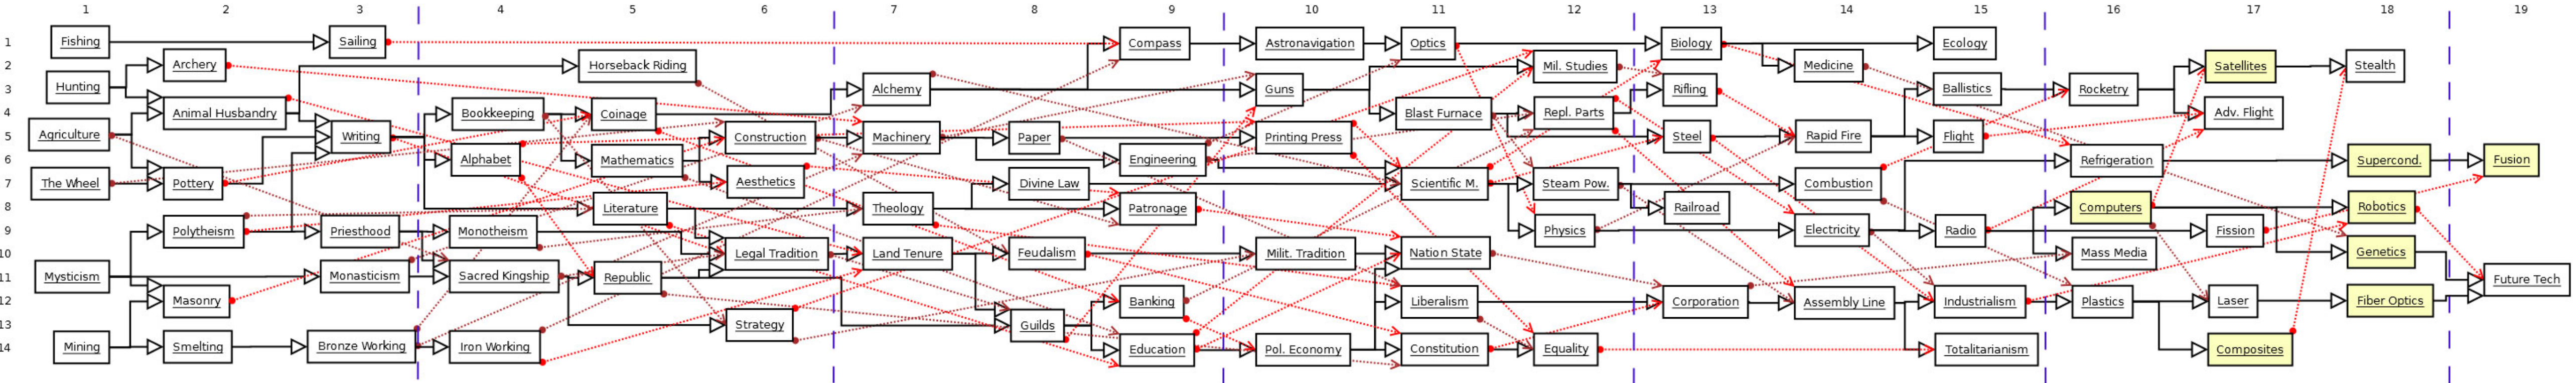 1 2 3 4 5 6 7 8 9 10 11 12 13 14 15 16 17 18 19
1 Fishing Sailing Compass Astronavigation Optics Biology Ecology
2 Archery Horseback Riding Mil. Studies Medicine Satellites Stealth
3 Hunting Alchemy Guns Rifling Ballistics Rocketry
4 Animal Husbandry Bookkeeping Coinage Blast Furnace Repl. Parts Adv. Flight
5 Agriculture Writing Construction Machinery Paper Printing Press Steel Rapid Fire Flight
6 Alphabet Mathematics Engineering Refrigeration Supercond. Fusion
7 The Wheel Pottery Aesthetics Divine Law Scientific M. Steam Pow. Combustion
8 Literature Theology Patronage Railroad Computers Robotics
9 Polytheism Priesthood Monotheism Physics Electricity Radio Fission
10 Legal Tradition Land Tenure Feudalism Milit. Tradition Nation State Mass Media Genetics
11 Mysticism Monasticism Sacred Kingship Republic Future Tech
12 Masonry Banking Liberalism Corporation Assembly Line Industrialism Plastics Laser Fiber Optics
13 Strategy Guilds
14 Mining Smelting Bronze Working Iron Working Education Pol. Economy Constitution Equality Totalitarianism Composites